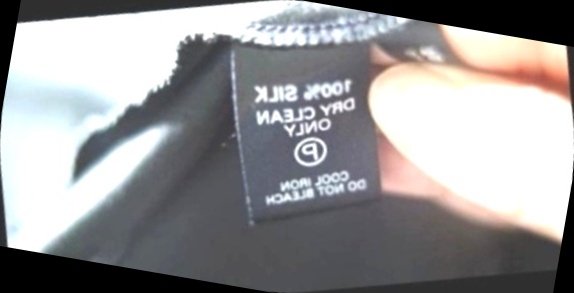 100% SILK
DRY CLEAN
ONLY
P
COOL IRON
DO NOT BLEACH